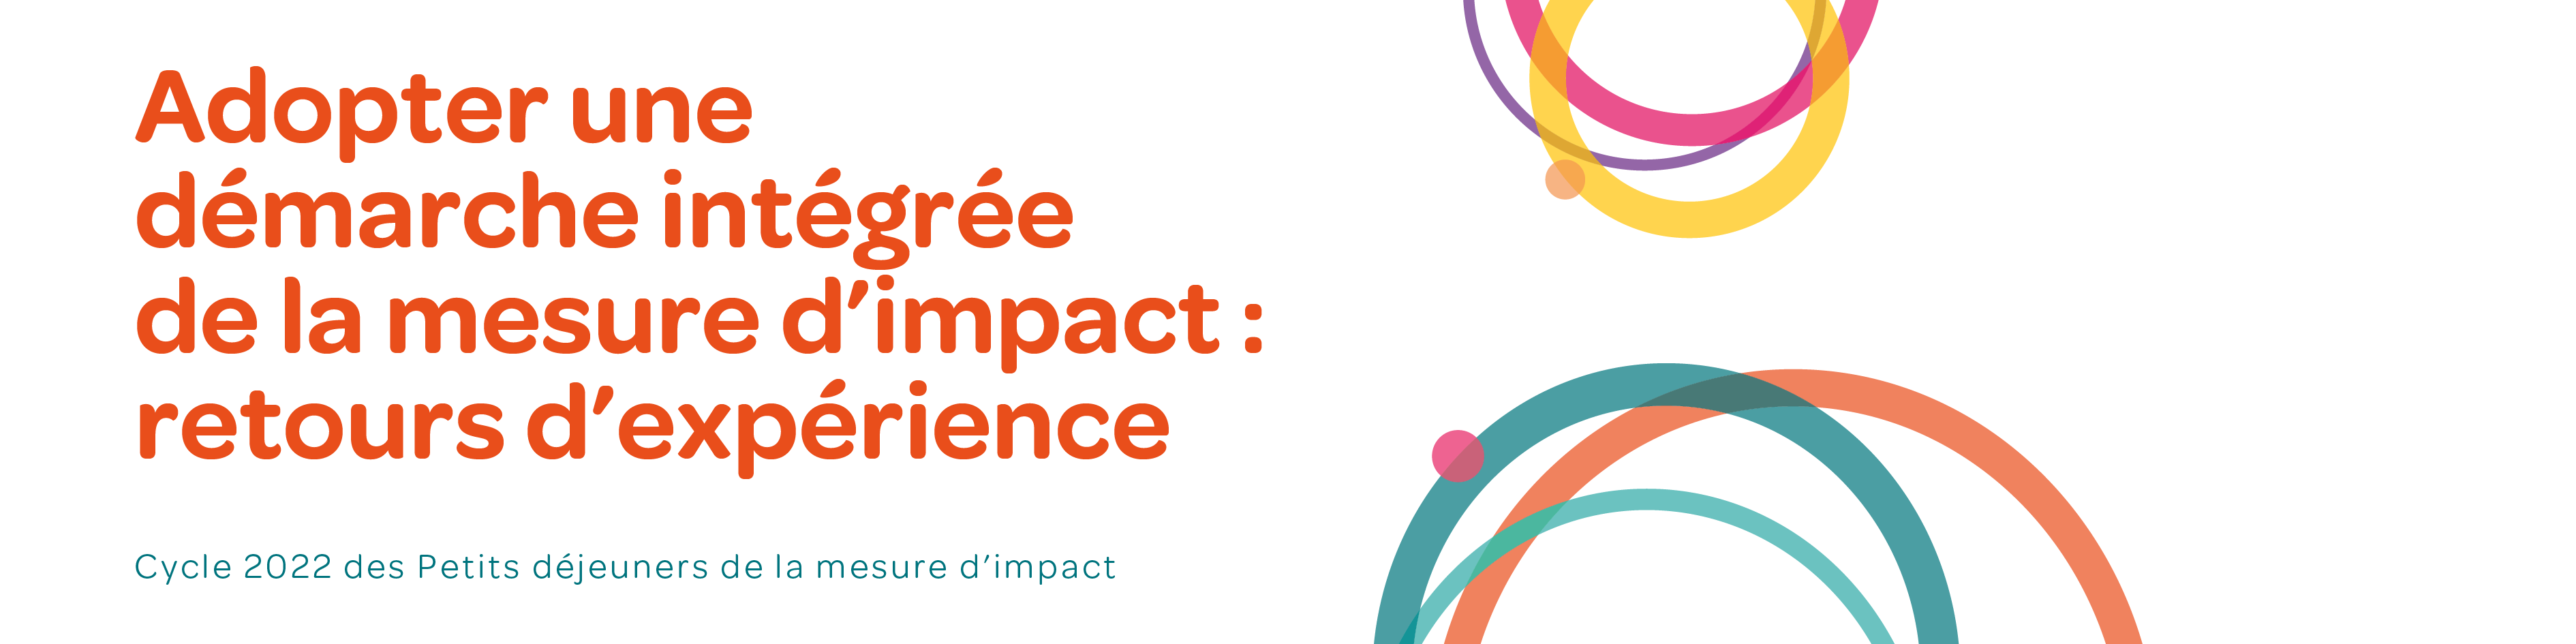 Adopter une
démarche intégrée
de la mesure d’impact :
retours d’expérience
Cycle 2022 des Petits déjeuners de la mesure d’impact